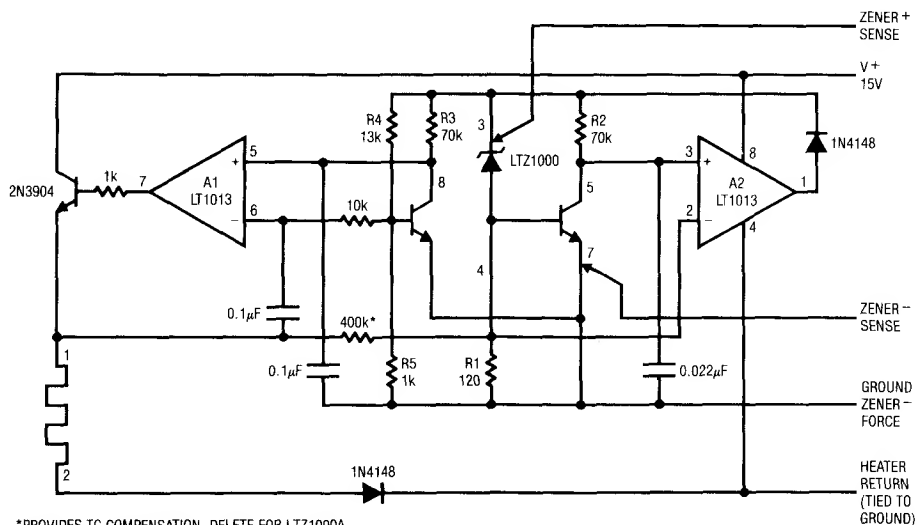 ZENER+
SENSE
V+
15V
R4
13k
R3
70k
3
R2
70k
LTZ1000
1N4148
2N3904
1k
7
A1
LT1013
+
5
−
6
10k
8
5
3
+
A2
LT1013
−
2
8
1
4
4
7
0.1µF
400k*
ZENER−
SENSE
1
0.1µF
R5
1k
R1
120
0.022µF
GROUND
ZENER−
FORCE
2
1N4148
HEATER
RETURN
(TIED TO
GROUND)
*PROVIDES TC COMPENSATION, DELETE FOR LTZ1000A